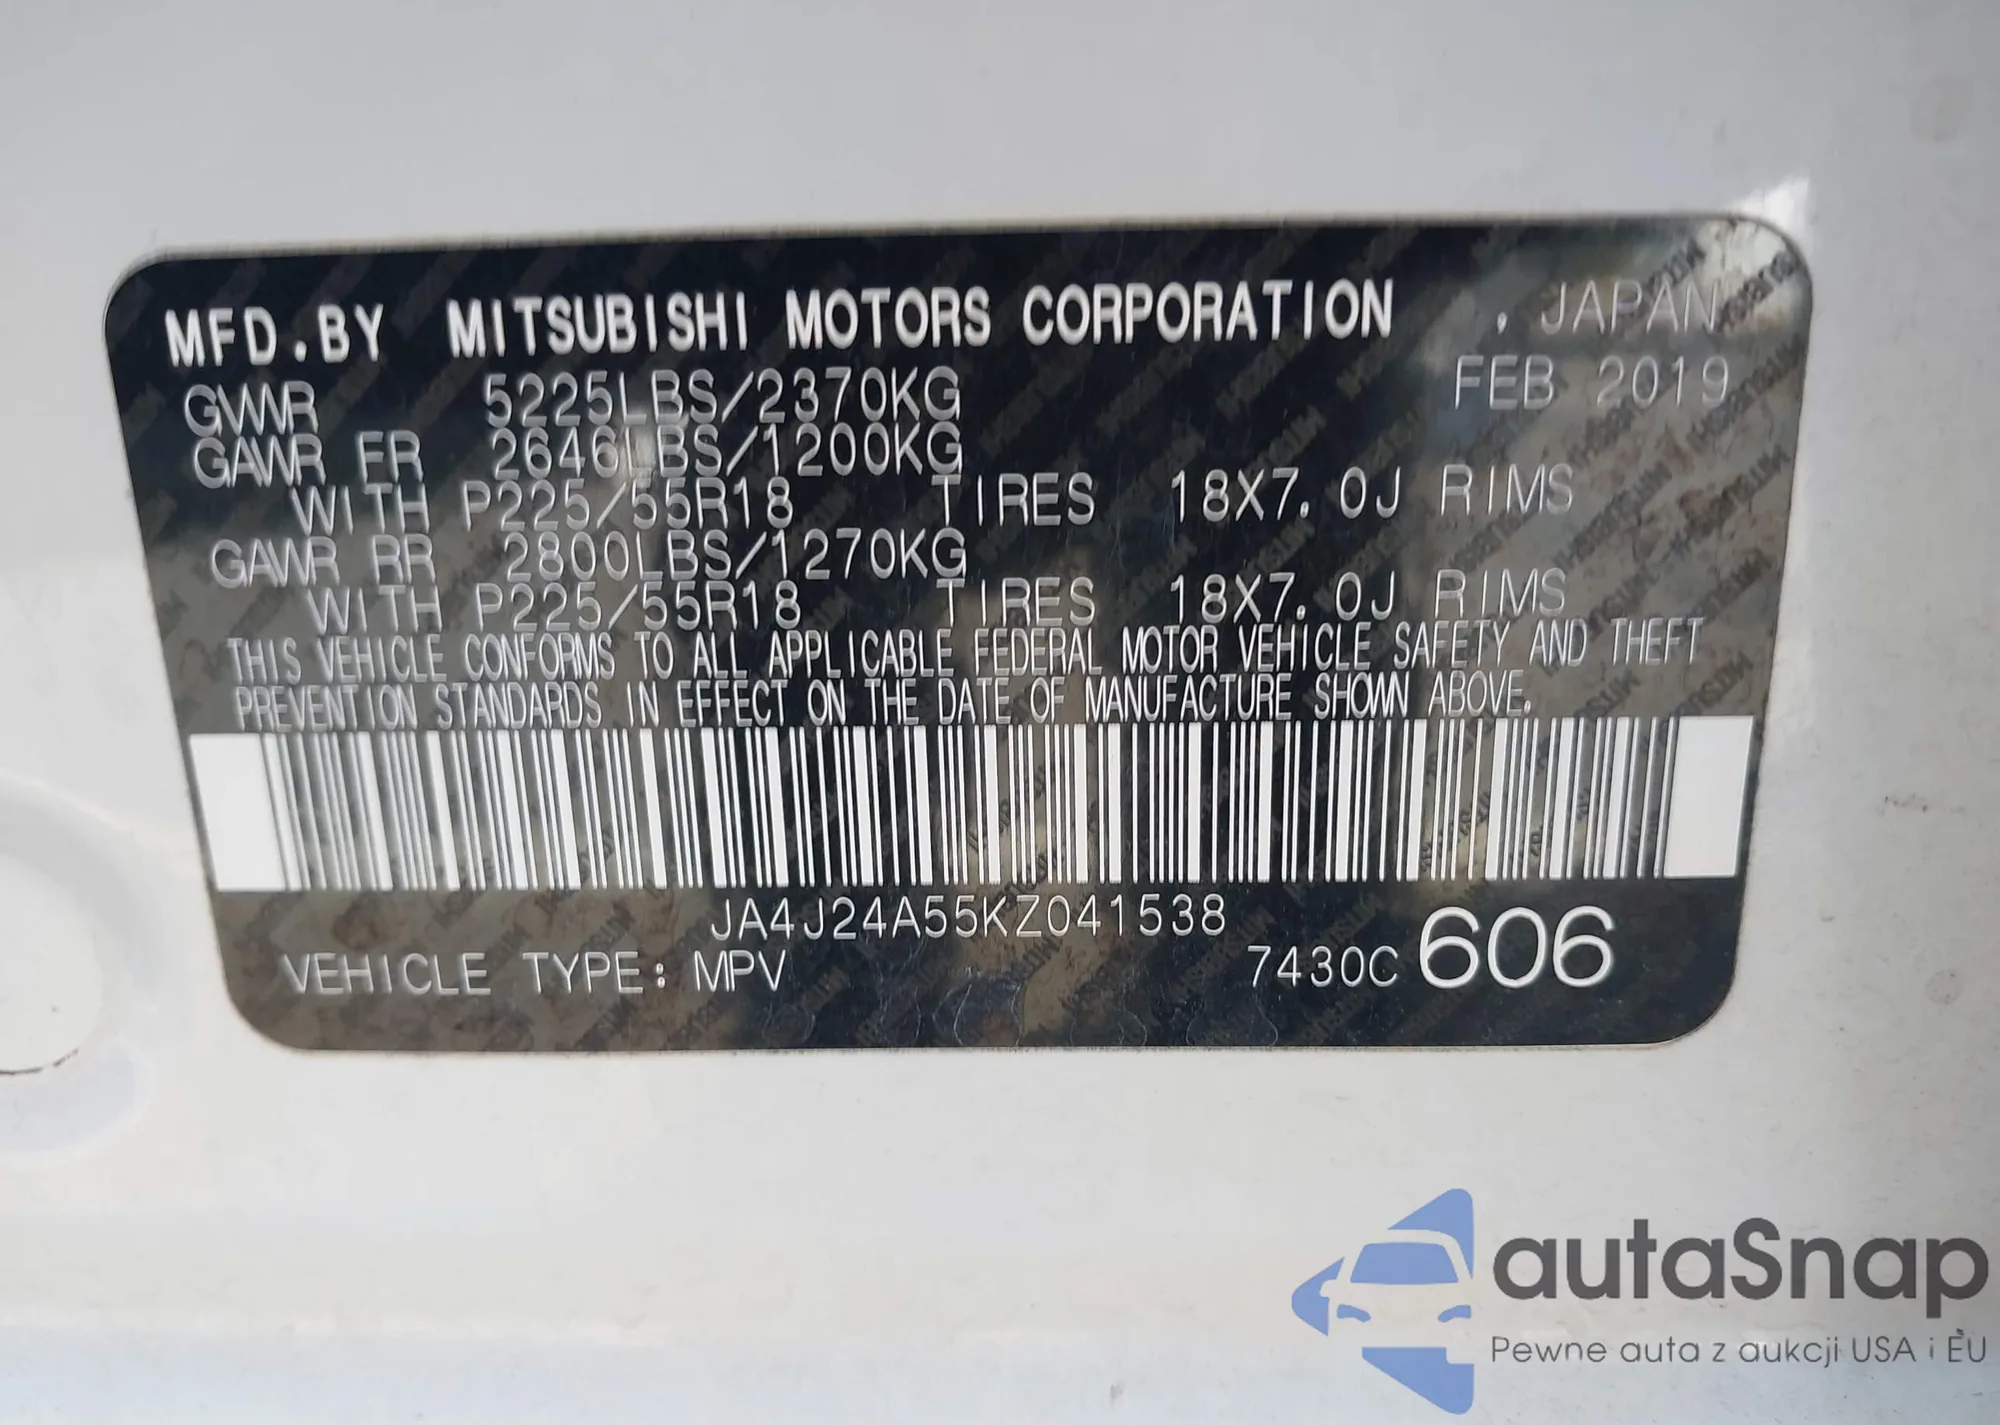 MFD.BY MITSUBISHI MOTORS CORPORATION . JAPAN
GVWR 5225LBS/2370KG FEB 2019
GAWR FR 2646LBS/1200KG
WITH P225/55R18 TIRES 18X7.0J RIMS
GAWR RR 2800LBS/1270KG
WITH P225/55R18 TIRES 18X7.0J RIMS
THIS VEHICLE CONFORMS TO ALL APPLICABLE FEDERAL MOTOR VEHICLE SAFETY AND THEFT
PREVENTION STANDARDS IN EFFECT ON THE DATE OF MANUFACTURE SHOWN ABOVE.
JA4J24A55KZ041538
VEHICLE TYPE: MPV 7430C 606
autaSnap
Pewne auta z aukcji USA i EU